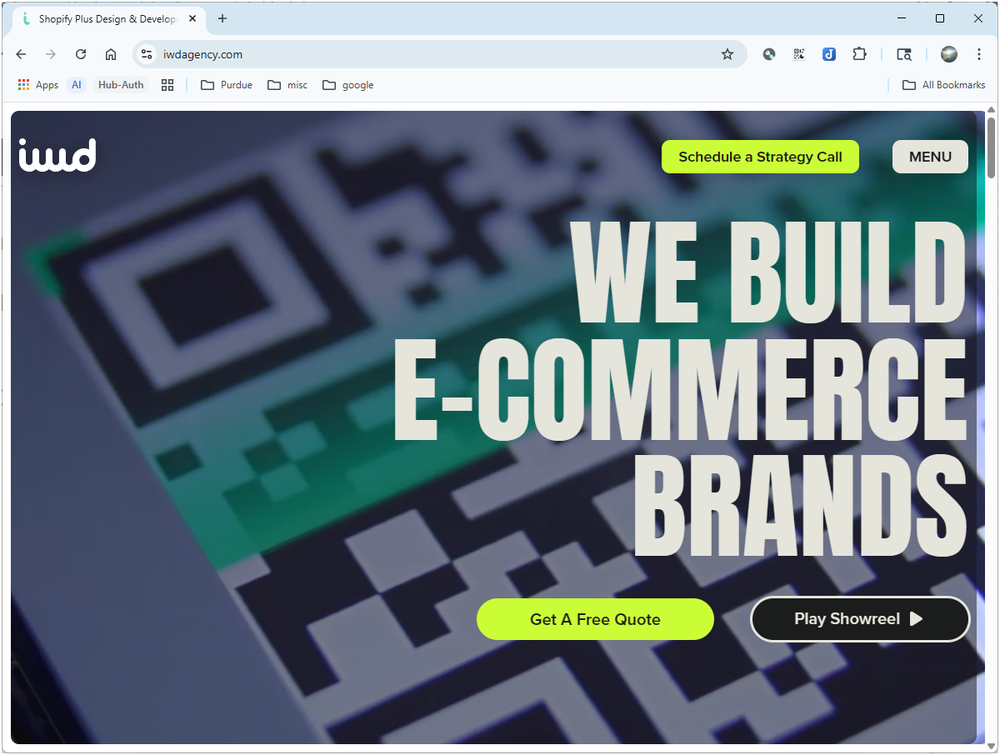 Shopify Plus Design & Develop
iwdagency.com
Apps
AI
Hub-Auth
Purdue
misc
google
All Bookmarks
iwd
Schedule a Strategy Call
MENU
WE BUILD
E-COMMERCE
BRANDS
Get A Free Quote
Play Showreel